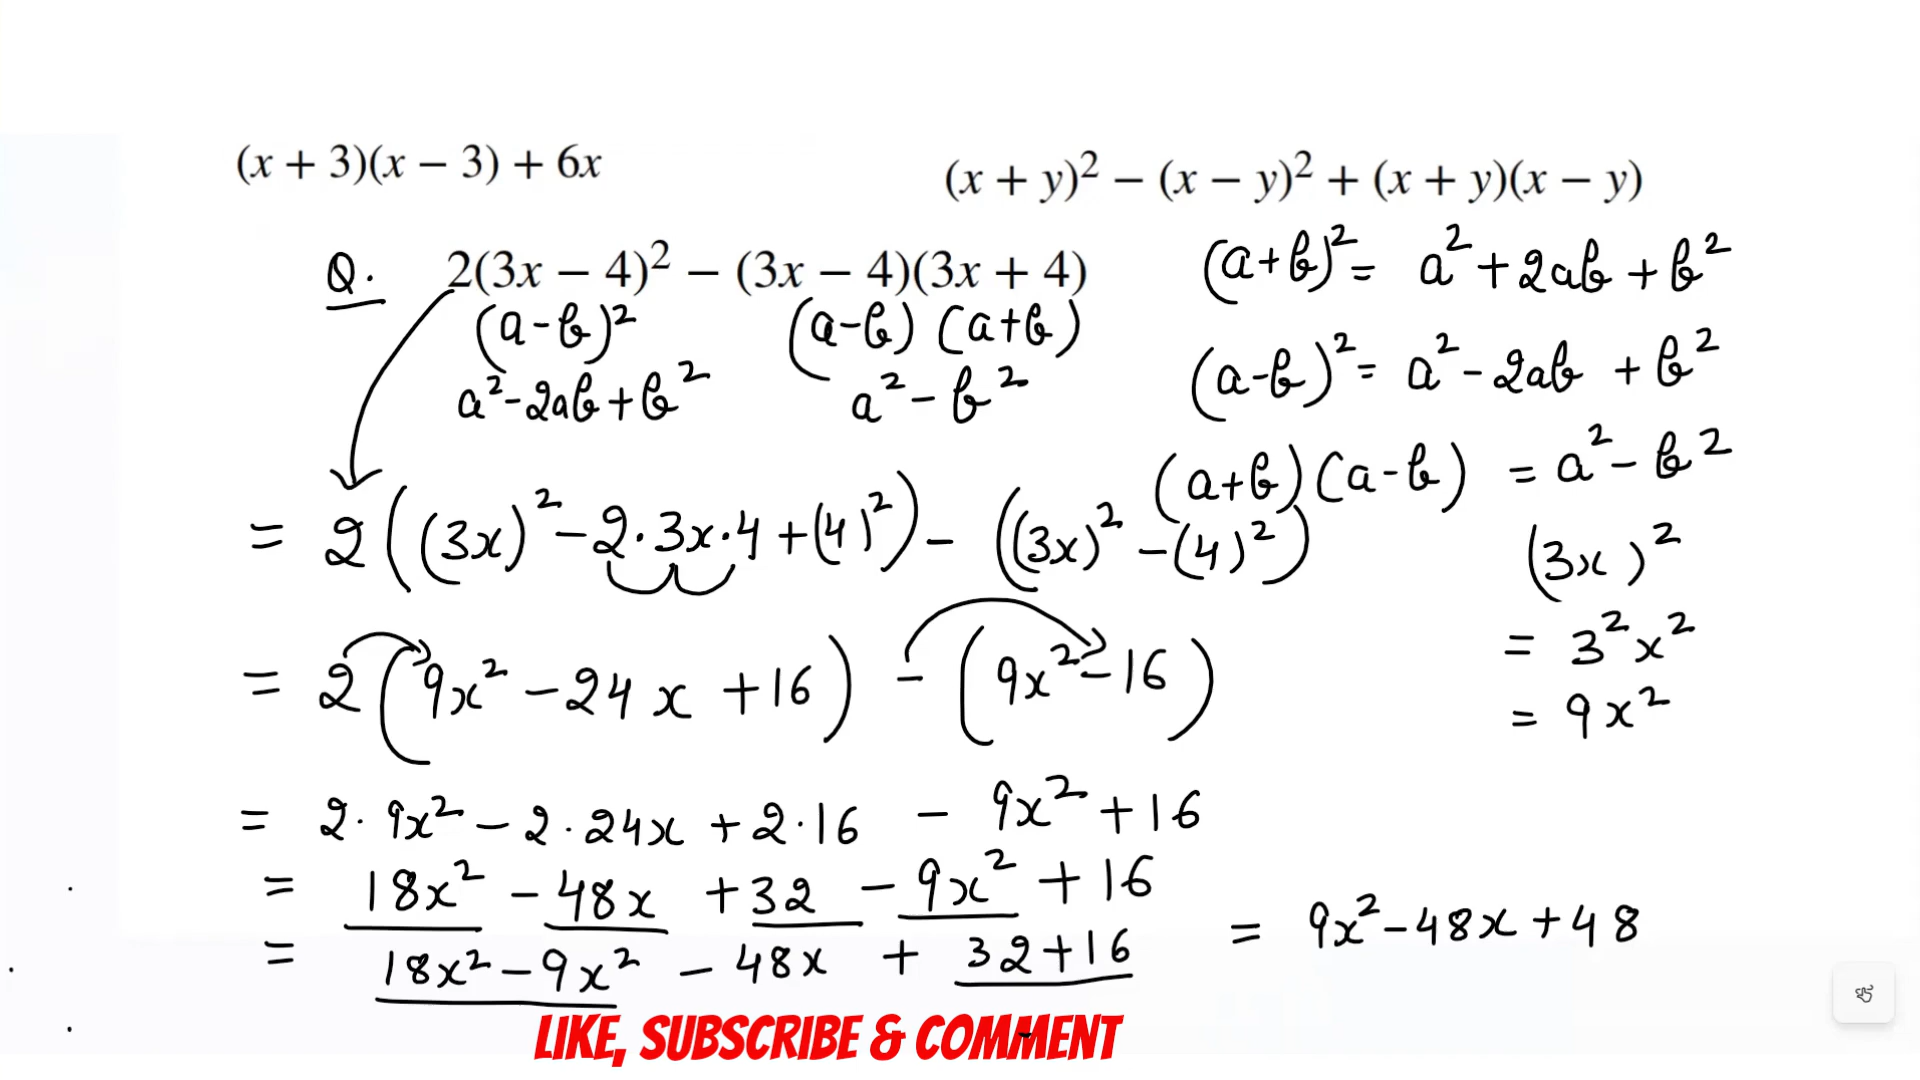 (x + 3)(x − 3) + 6x
(x + y)² − (x − y)² + (x + y)(x − y)
Q. 2(3x − 4)² − (3x − 4)(3x + 4)
(a-b)² (a-b) (a+b)
a²-2ab+b² a²-b²
(a+b)² = a²+2ab+b²
(a-b)² = a²-2ab+b²
(a+b)(a-b) = a²-b²
= 2((3x)²-2·3x·4+(4)²) - ((3x)²-(4)²)
(3x)²
= 3²x²
= 9x²
= 2(9x²-24x+16) - (9x²-16)
= 2·9x²-2·24x+2·16 - 9x²+16
= 18x² - 48x +32 - 9x² + 16
= 18x²-9x² - 48x + 32+16 = 9x²-48x+48
LIKE, SUBSCRIBE & COMMENT